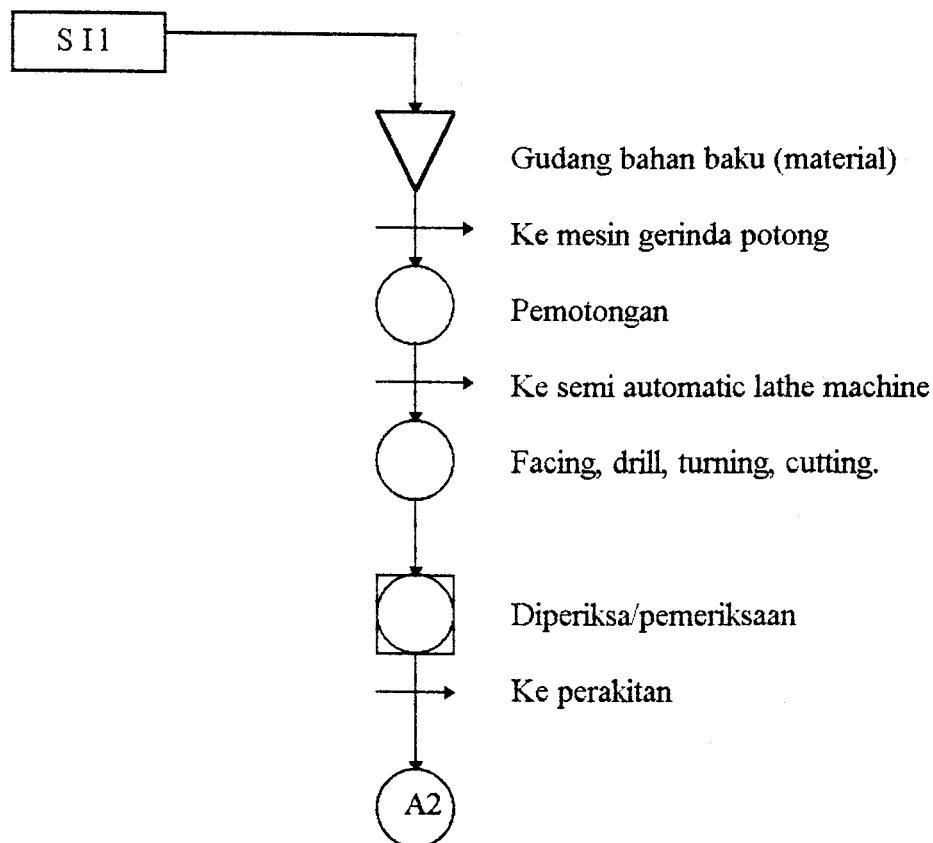 S I1
Gudang bahan baku (material)
Ke mesin gerinda potong
Pemotongan
Ke semi automatic lathe machine
Facing, drill, turning, cutting.
Diperiksa/pemeriksaan
Ke perakitan
A2